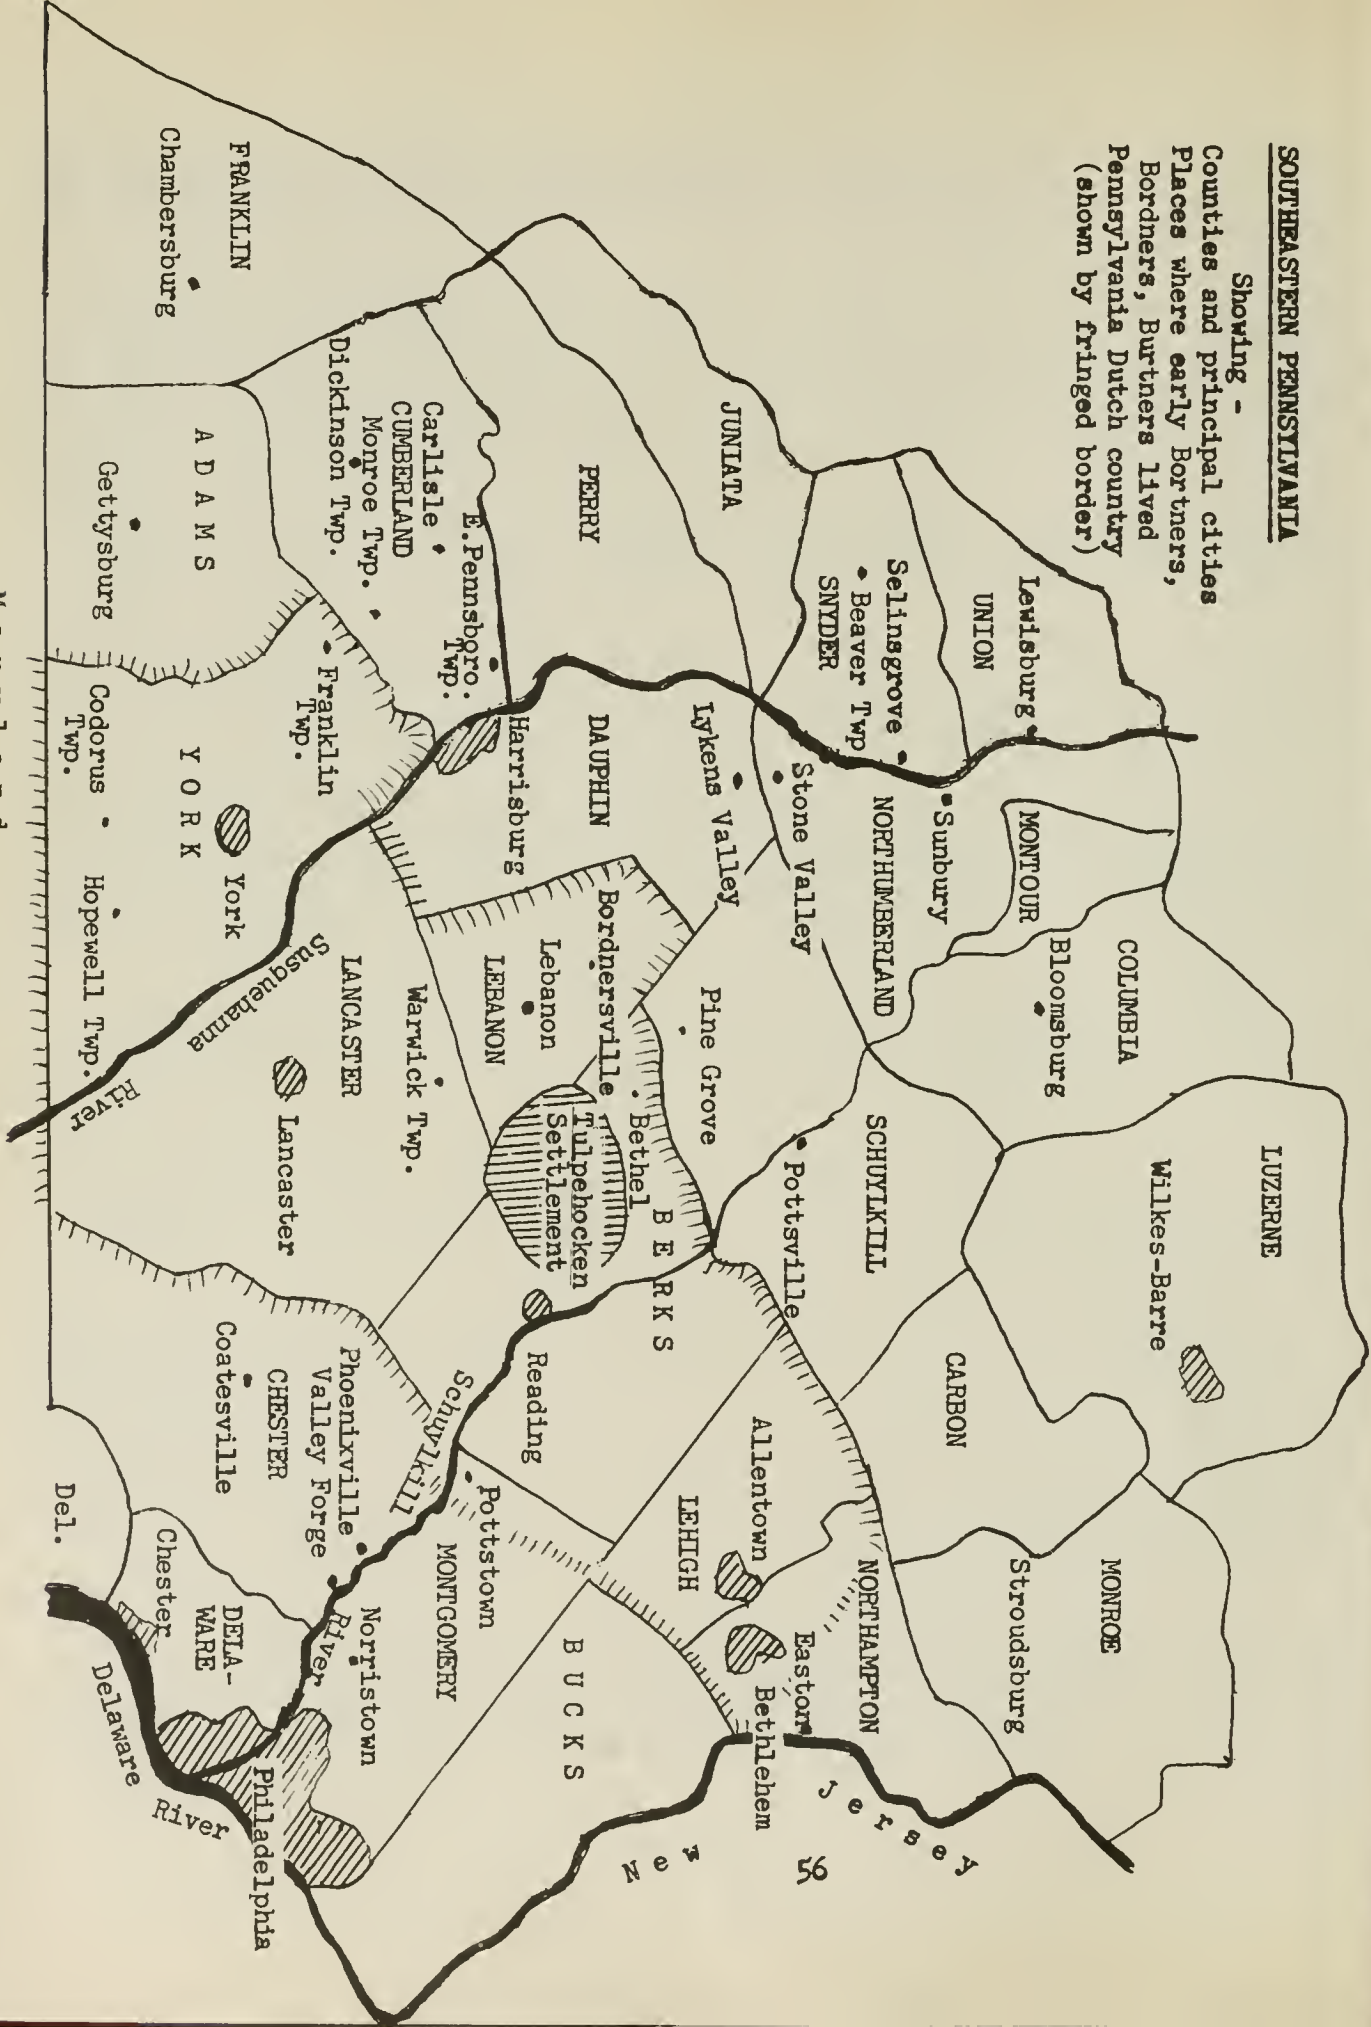 SOUTHEASTERN PENNSYLVANIA
Showing -
Counties and principal cities
Places where early Bortners,
Bordners, Burtners lived
Pennsylvania Dutch country
(shown by fringed border)
LUZERNE
Wilkes-Barre
COLUMBIA
Bloomsburg
MONTOUR
Lewisburg
UNION
Sunbury
NORTHUMBERLAND
Selinsgrove
Beaver Twp
SNYDER
Stone Valley
Lykens Valley
JUNIATA
PERRY
DAUPHIN
Harrisburg
MONROE
Stroudsburg
CARBON
SCHUYLKILL
Pottsville
Pine Grove
NORTHAMPTON
Easton
Bethlehem
Allentown
LEHIGH
New Jersey
56
BERKS
Bethel
Bordnersville
Tulpehocken
Settlement
Lebanon
LEBANON
Reading
BUCKS
Pottstown
MONTGOMERY
Norristown
Schuylkill
River
E.Pennsboro.
Twp.
Carlisle
CUMBERLAND
Monroe Twp.
Dickinson Twp.
FRANKLIN
Chambersburg
ADAMS
Gettysburg
Franklin
Twp.
YORK
York
Codorus
Twp.
Hopewell Twp.
Susquehanna
River
Warwick Twp.
LANCASTER
Lancaster
Phoenixville
Valley Forge
CHESTER
Coatesville
DELA-
WARE
Chester
Philadelphia
Delaware
River
Del.